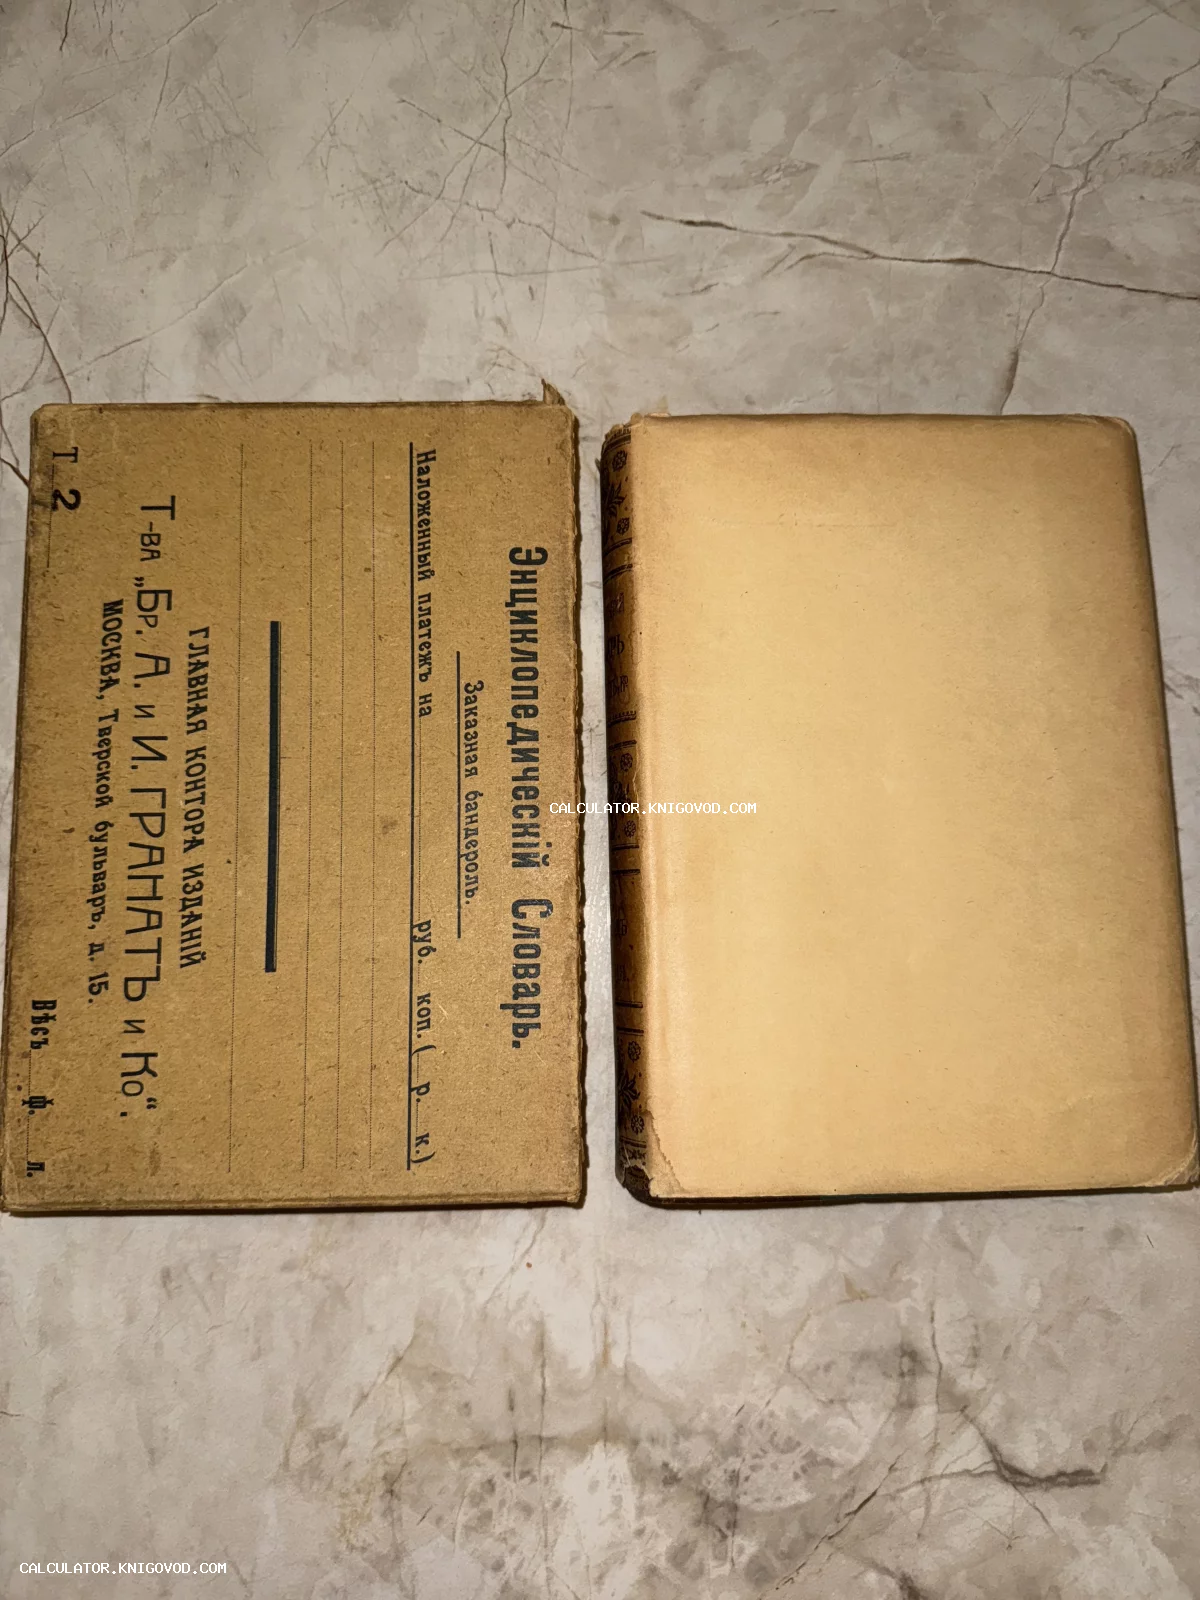 Энциклопедическій Словарь.
Заказная бандероль.
Наложенный платежъ на руб. коп. ( р. к.)
ГЛАВНАЯ КОНТОРА ИЗДАНІЙ
Т-ва „Бр. А. и И. ГРАНАТЪ и Ко“.
МОСКВА, Тверской бульваръ, д. 15.
Т. 2
Вѣсъ ф. л.
CALCULATOR.KNIGOVOD.COM
CALCULATOR.KNIGOVOD.COM